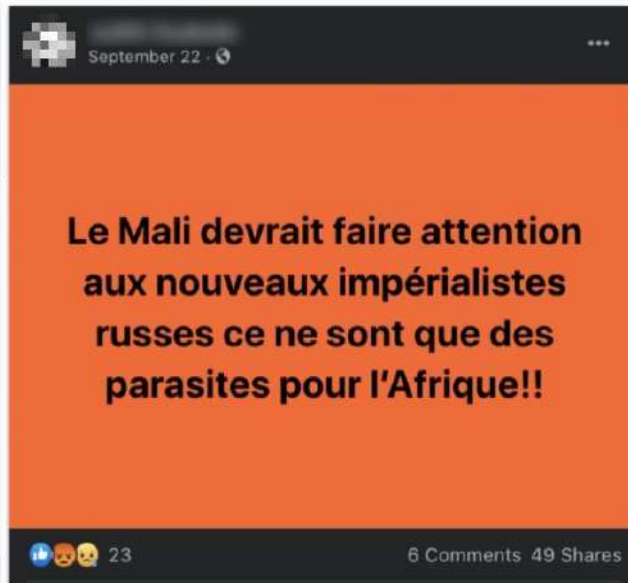 September 22
Le Mali devrait faire attention
aux nouveaux impérialistes
russes ce ne sont que des
parasites pour l'Afrique!!
23
6 Comments 49 Shares